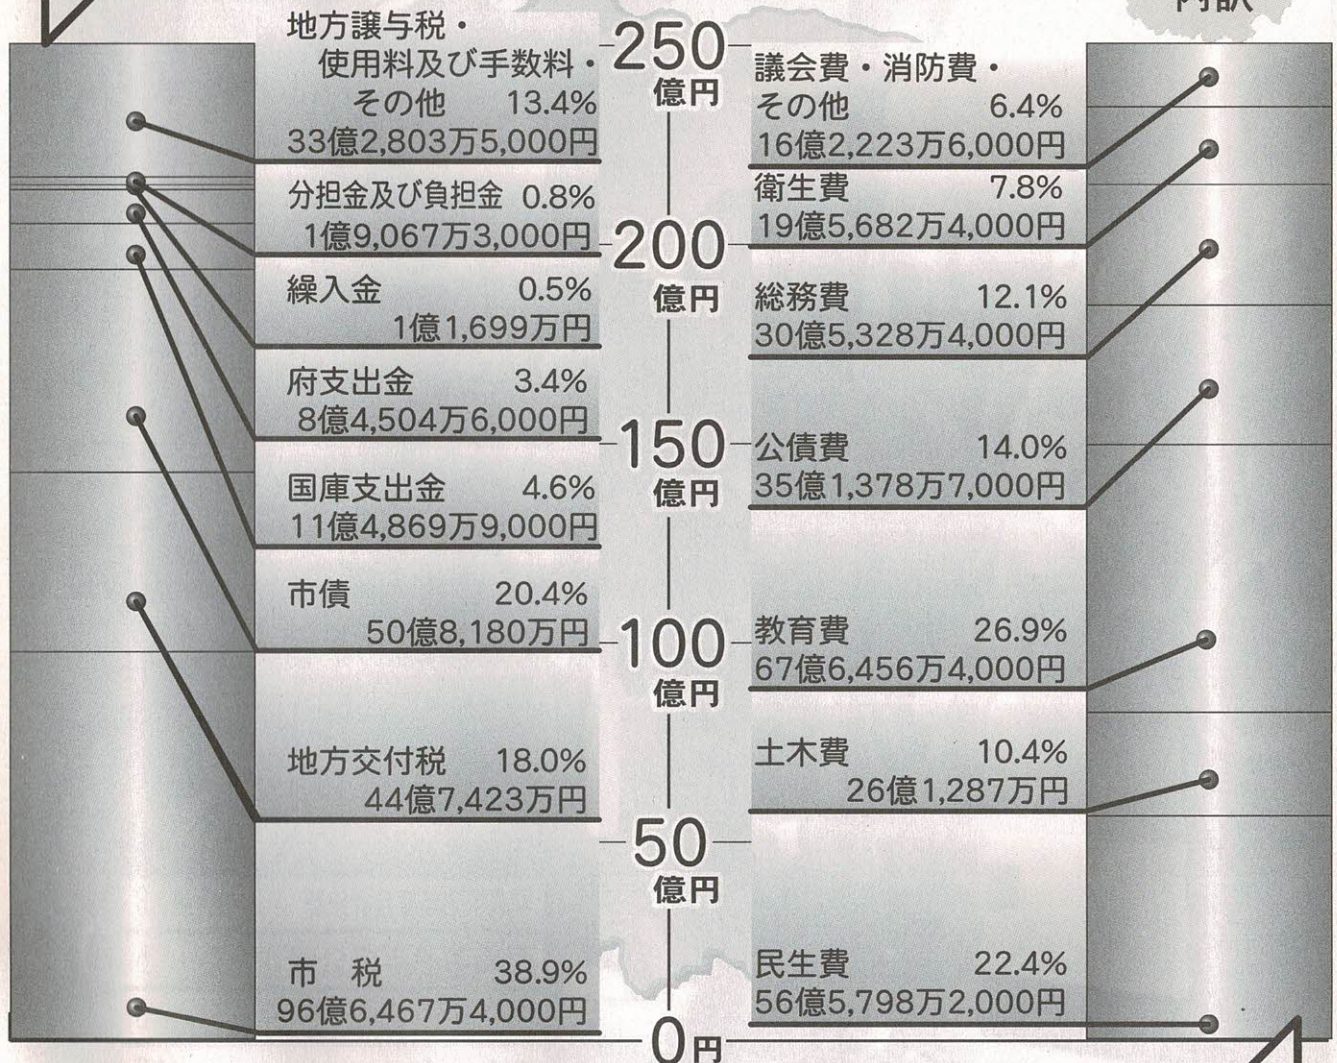 内訳
地方譲与税・
使用料及び手数料・
その他 13.4%
33億2,803万5,000円
分担金及び負担金 0.8%
1億9,067万3,000円
繰入金 0.5%
1億1,699万円
府支出金 3.4%
8億4,504万6,000円
国庫支出金 4.6%
11億4,869万9,000円
市債 20.4%
50億8,180万円
地方交付税 18.0%
44億7,423万円
市 税 38.9%
96億6,467万4,000円
250
億円
200
億円
150
億円
100
億円
50
億円
0円
議会費・消防費・
その他 6.4%
16億2,223万6,000円
衛生費 7.8%
19億5,682万4,000円
総務費 12.1%
30億5,328万4,000円
公債費 14.0%
35億1,378万7,000円
教育費 26.9%
67億6,456万4,000円
土木費 10.4%
26億1,287万円
民生費 22.4%
56億5,798万2,000円